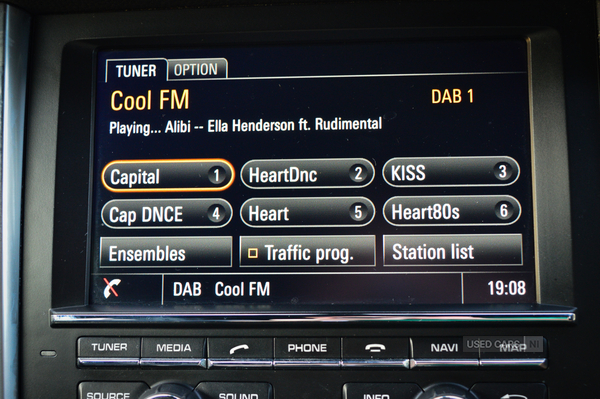 TUNER OPTION
Cool FM DAB 1
Playing... Alibi -- Ella Henderson ft. Rudimental
Capital 1 HeartDnc 2 KISS 3
Cap DNCE 4 Heart 5 Heart80s 6
Ensembles Traffic prog. Station list
DAB Cool FM 19:08
TUNER MEDIA PHONE NAVI MAP
USED CARS NI
SOURCE SOUND INFO